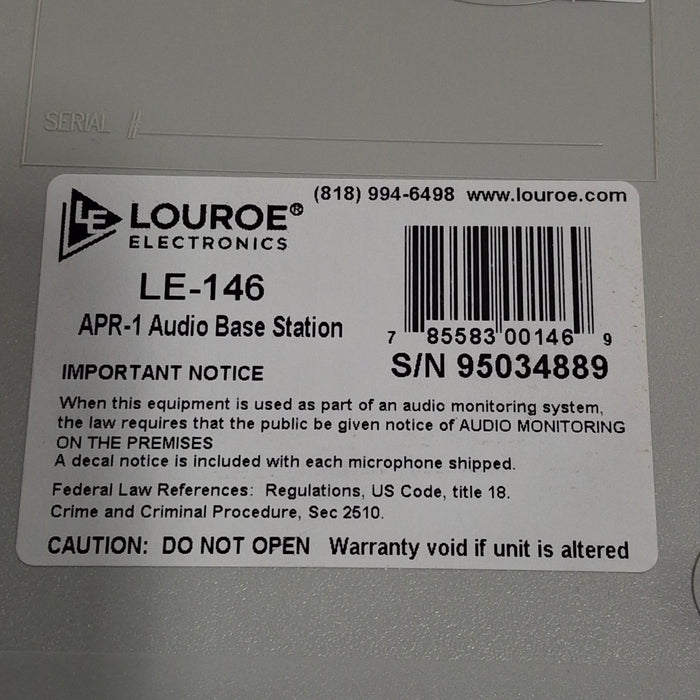 SERIAL #
(818) 994-6498 www.louroe.com
LE LOUROE®
ELECTRONICS
LE-146
APR-1 Audio Base Station
7 85583 00146 9
S/N 95034889
IMPORTANT NOTICE
When this equipment is used as part of an audio monitoring system,
the law requires that the public be given notice of AUDIO MONITORING
ON THE PREMISES
A decal notice is included with each microphone shipped.
Federal Law References: Regulations, US Code, title 18.
Crime and Criminal Procedure, Sec 2510.
CAUTION: DO NOT OPEN Warranty void if unit is altered